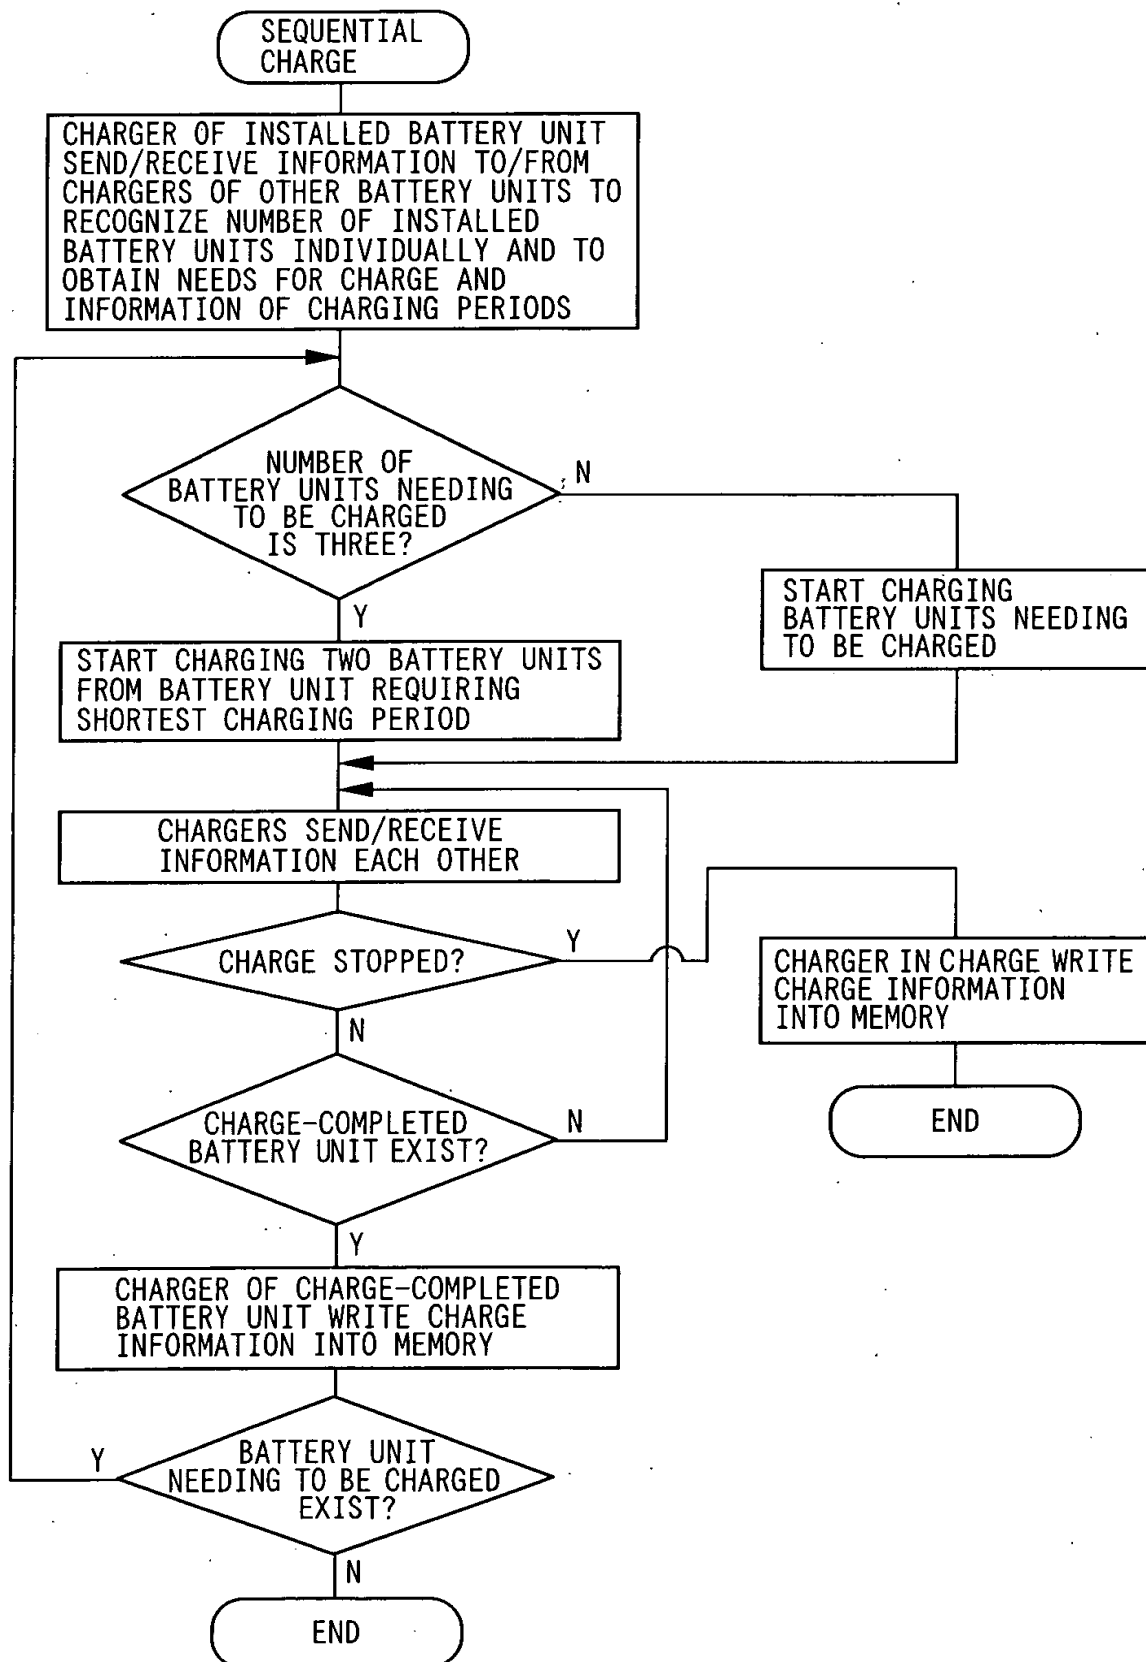 SEQUENTIAL
CHARGE
CHARGER OF INSTALLED BATTERY UNIT
SEND/RECEIVE INFORMATION TO/FROM
CHARGERS OF OTHER BATTERY UNITS TO
RECOGNIZE NUMBER OF INSTALLED
BATTERY UNITS INDIVIDUALLY AND TO
OBTAIN NEEDS FOR CHARGE AND
INFORMATION OF CHARGING PERIODS
NUMBER OF
BATTERY UNITS NEEDING
TO BE CHARGED
IS THREE?
N
Y
START CHARGING
BATTERY UNITS NEEDING
TO BE CHARGED
START CHARGING TWO BATTERY UNITS
FROM BATTERY UNIT REQUIRING
SHORTEST CHARGING PERIOD
CHARGERS SEND/RECEIVE
INFORMATION EACH OTHER
CHARGE STOPPED?
Y
N
CHARGER IN CHARGE WRITE
CHARGE INFORMATION
INTO MEMORY
END
CHARGE-COMPLETED
BATTERY UNIT EXIST?
N
Y
CHARGER OF CHARGE-COMPLETED
BATTERY UNIT WRITE CHARGE
INFORMATION INTO MEMORY
BATTERY UNIT
NEEDING TO BE CHARGED
EXIST?
Y
N
END